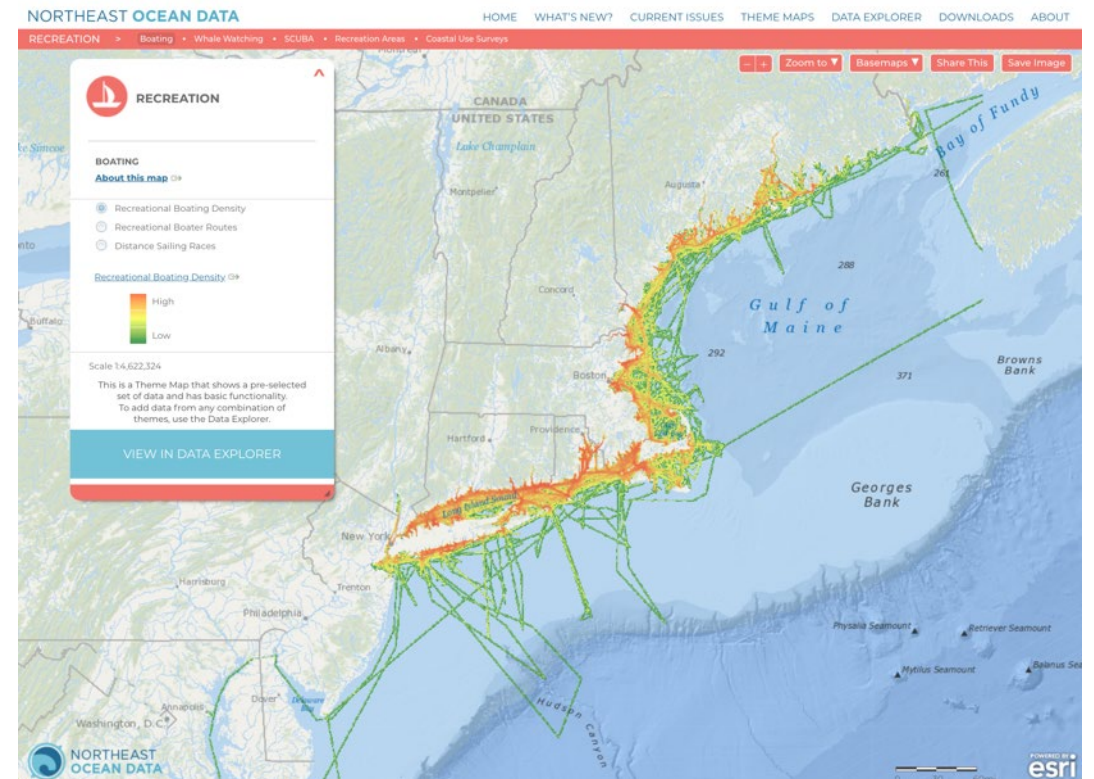 NORTHEAST OCEAN DATA
HOME WHAT'S NEW? CURRENT ISSUES THEME MAPS DATA EXPLORER DOWNLOADS ABOUT
RECREATION > Boating • Whale Watching • SCUBA • Recreation Areas • Coastal Use Surveys
− + Zoom to ▼ Basemaps ▼ Share This Save Image
RECREATION
BOATING
About this map
Recreational Boating Density
Recreational Boater Routes
Distance Sailing Races
Recreational Boating Density
High
Low
Scale 1:4,622,324
This is a Theme Map that shows a pre-selected
set of data and has basic functionality.
To add data from any combination of
themes, use the Data Explorer.
VIEW IN DATA EXPLORER
CANADA
UNITED STATES
Lake Champlain
Montpelier
Augusta
Bay of Fundy
261
288
Gulf of
Maine
Concord
292
371
Browns
Bank
Buffalo
Albany
Boston
Hartford
Providence
Georges
Bank
Long Island Sound
New York
Harrisburg
Trenton
Philadelphia
Physalia Seamount
Retriever Seamount
Mytilus Seamount
Balanus Sea
Dover
Delaware
Bay
Annapolis
Washington, D.C.
Hudson Canyon
NORTHEAST
OCEAN DATA
POWERED BY
esri